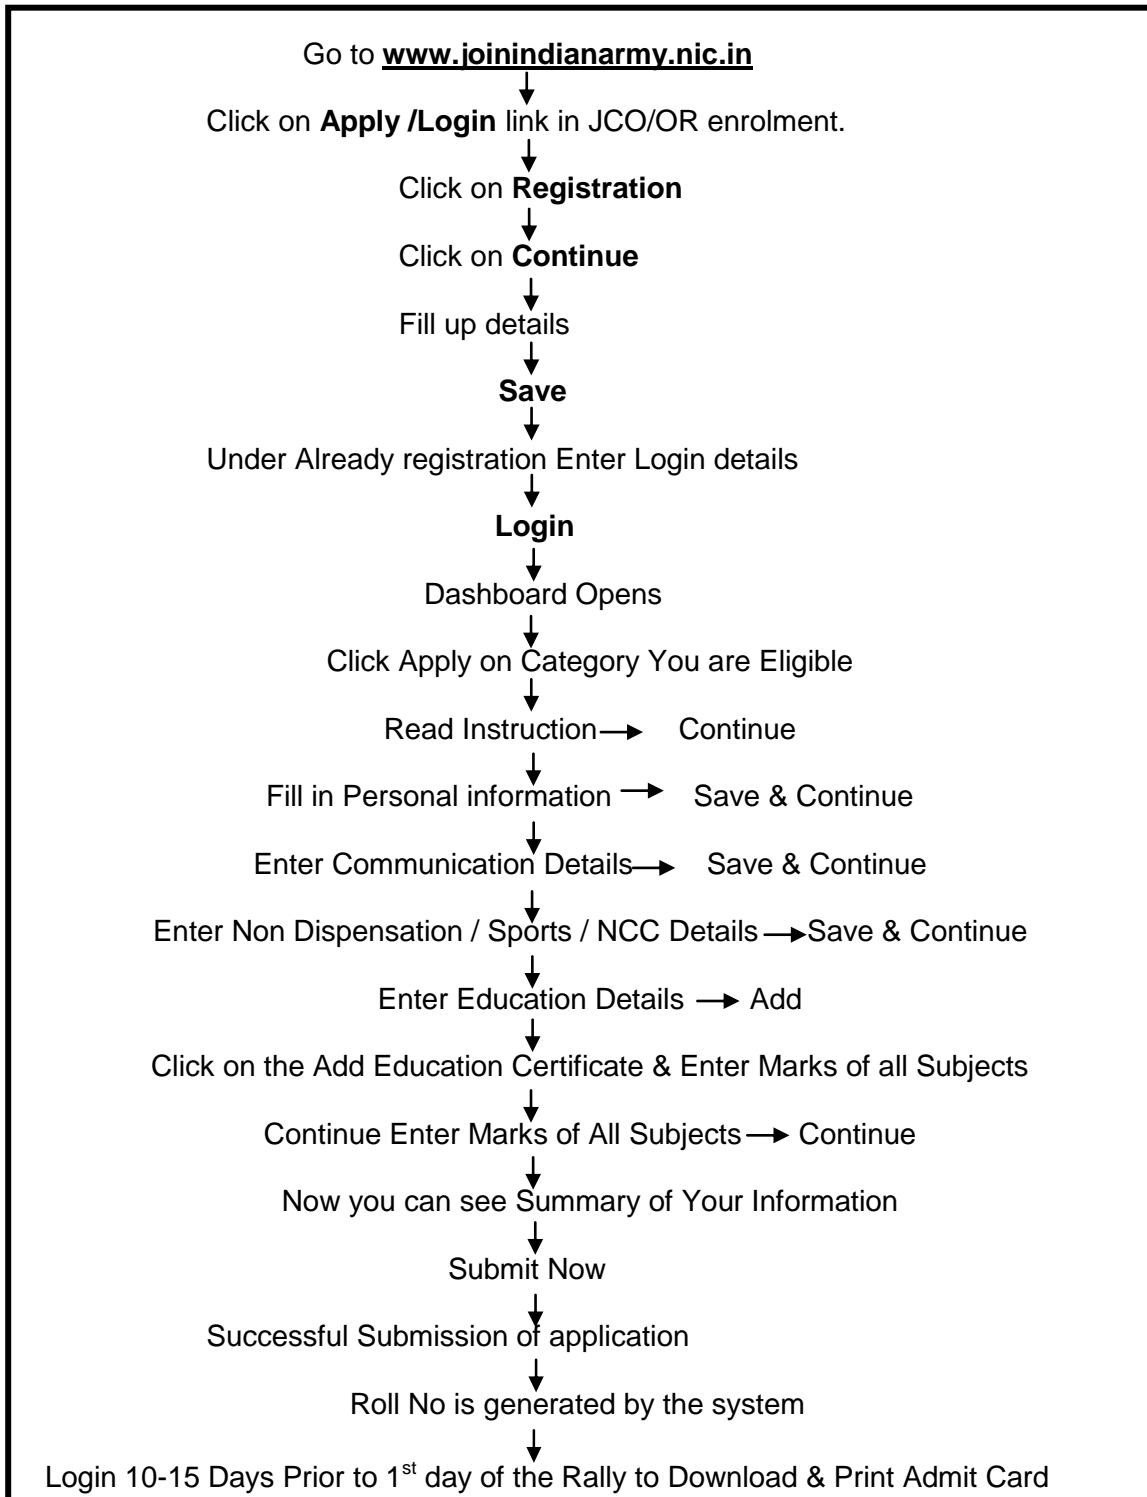 Go to www.joinindianarmy.nic.in
Click on Apply /Login link in JCO/OR enrolment.
Click on Registration
Click on Continue
Fill up details
Save
Under Already registration Enter Login details
Login
Dashboard Opens
Click Apply on Category You are Eligible
Read Instruction Continue
Fill in Personal information Save & Continue
Enter Communication Details Save & Continue
Enter Non Dispensation / Sports / NCC Details Save & Continue
Enter Education Details Add
Click on the Add Education Certificate & Enter Marks of all Subjects
Continue Enter Marks of All Subjects Continue
Now you can see Summary of Your Information
Submit Now
Successful Submission of application
Roll No is generated by the system
Login 10-15 Days Prior to 1st day of the Rally to Download & Print Admit Card